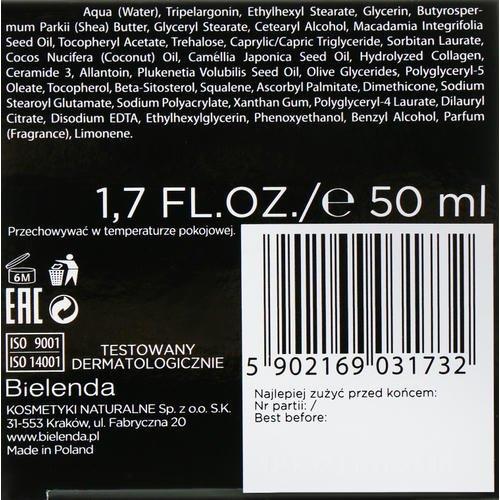 Aqua (Water), Tripelargonin, Ethylhexyl Stearate, Glycerin, Butyrosper-
mum Parkii (Shea) Butter, Glyceryl Stearate, Cetearyl Alcohol, Macadamia Integrifolia
Seed Oil, Tocopheryl Acetate, Trehalose, Caprylic/Capric Triglyceride, Sorbitan Laurate,
Cocos Nucifera (Coconut) Oil, Caméllia Japonica Seed Oil, Hydrolyzed Collagen,
Ceramide 3, Allantoin, Plukenetia Volubilis Seed Oil, Olive Glycerides, Polyglyceryl-5
Oleate, Tocopherol, Beta-Sitosterol, Squalene, Ascorbyl Palmitate, Dimethicone, Sodium
Stearoyl Glutamate, Sodium Polyacrylate, Xanthan Gum, Polyglyceryl-4 Laurate, Dilauryl
Citrate, Disodium EDTA, Ethylhexylglycerin, Phenoxyethanol, Benzyl Alcohol, Parfum
(Fragrance), Limonene.
1,7 FL.OZ./℮ 50 ml
Przechowywać w temperaturze pokojowej.
6M
EAC
ISO 9001
ISO 14001
TESTOWANY
DERMATOLOGICZNIE
Bielenda
KOSMETYKI NATURALNE Sp. z o.o. S.K.
31-553 Kraków, ul. Fabryczna 20
www.bielenda.pl
Made in Poland
5 902169 031732
Najlepiej zużyć przed końcem:
Nr partii: /
Best before: